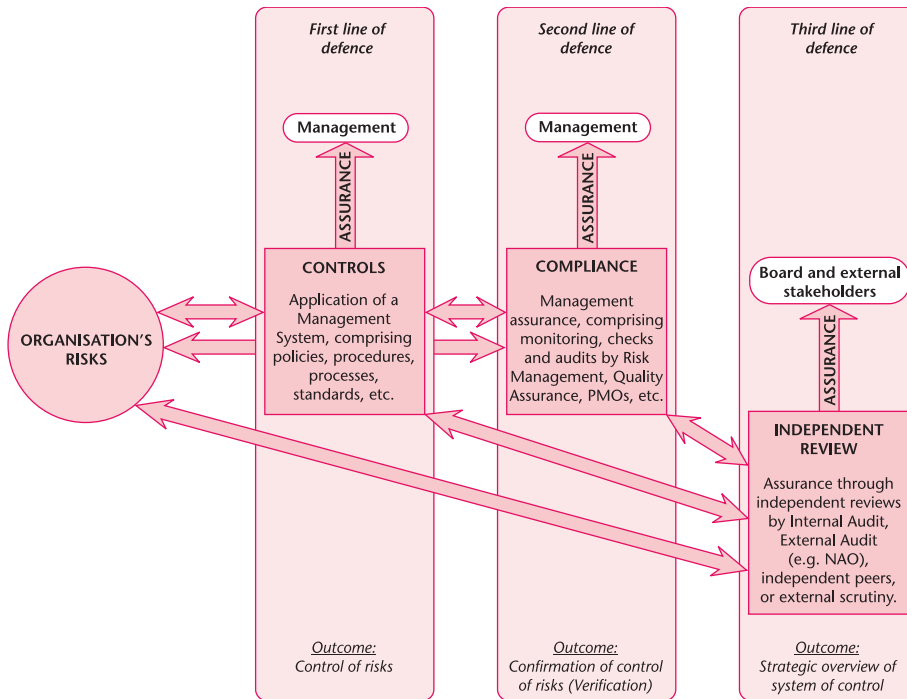 First line of
defence
Management
ASSURANCE
CONTROLS
Application of a
Management
System, comprising
policies, procedures,
processes,
standards, etc.
Outcome:
Control of risks
Second line of
defence
Management
ASSURANCE
COMPLIANCE
Management
assurance, comprising
monitoring, checks
and audits by Risk
Management, Quality
Assurance, PMOs, etc.
Outcome:
Confirmation of control
of risks (Verification)
Third line of
defence
Board and external
stakeholders
ASSURANCE
INDEPENDENT
REVIEW
Assurance through
independent reviews
by Internal Audit,
External Audit
(e.g. NAO),
independent peers,
or external scrutiny.
Outcome:
Strategic overview of
system of control
ORGANISATION'S
RISKS